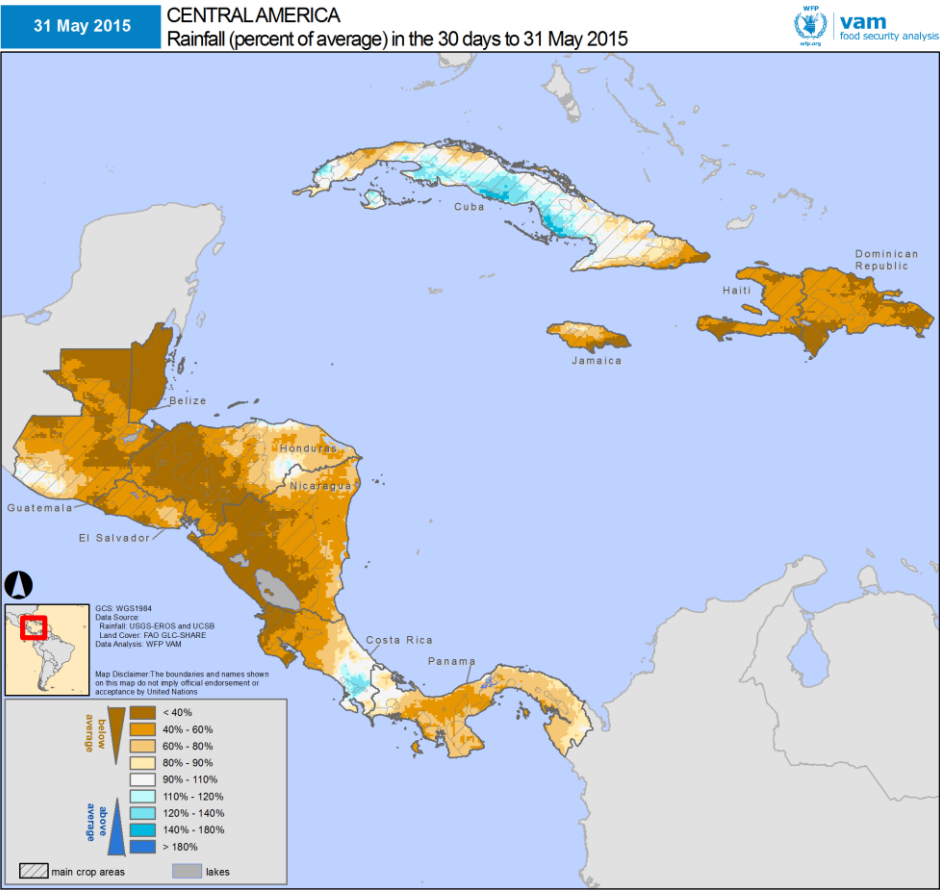 31 May 2015
CENTRAL AMERICA
Rainfall (percent of average) in the 30 days to 31 May 2015
WFP
wfp.org
vam
food security analysis
Cuba
Dominican
Republic
Haiti
Jamaica
Belize
Honduras
Nicaragua
Guatemala
El Salvador
Costa Rica
Panama
GCS: WGS1984
Data Source:
Rainfall: USGS-EROS and UCSB
Land Cover: FAO GLC-SHARE
Data Analysis: WFP VAM
Map Disclaimer:The boundaries and names shown
on this map do not imply official endorsement or
acceptance by United Nations
below
average
< 40%
40% - 60%
60% - 80%
80% - 90%
90% - 110%
110% - 120%
120% - 140%
140% - 180%
> 180%
above
average
main crop areas
lakes